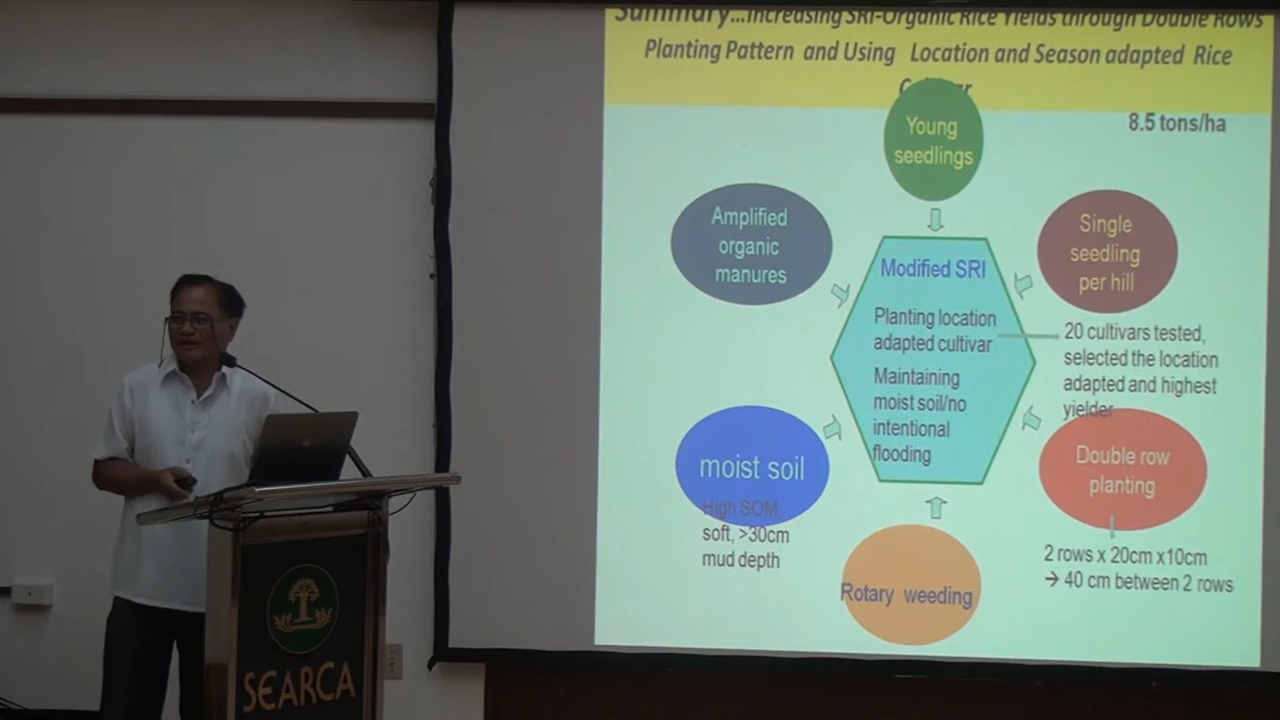 Summary...Increasing SRI-Organic Rice Yields through Double Rows
Planting Pattern and Using Location and Season adapted Rice
8.5 tons/ha
Young
seedlings
Amplified
organic
manures
Single
seedling
per hill
Modified SRI
Planting location
adapted cultivar
Maintaining
moist soil/no
intentional
flooding
20 cultivars tested,
selected the location
adapted and highest
yielder
moist soil
High SOM
soft, >30cm
mud depth
Double row
planting
2 rows x 20cm x10cm
→ 40 cm between 2 rows
Rotary weeding
SEARCA